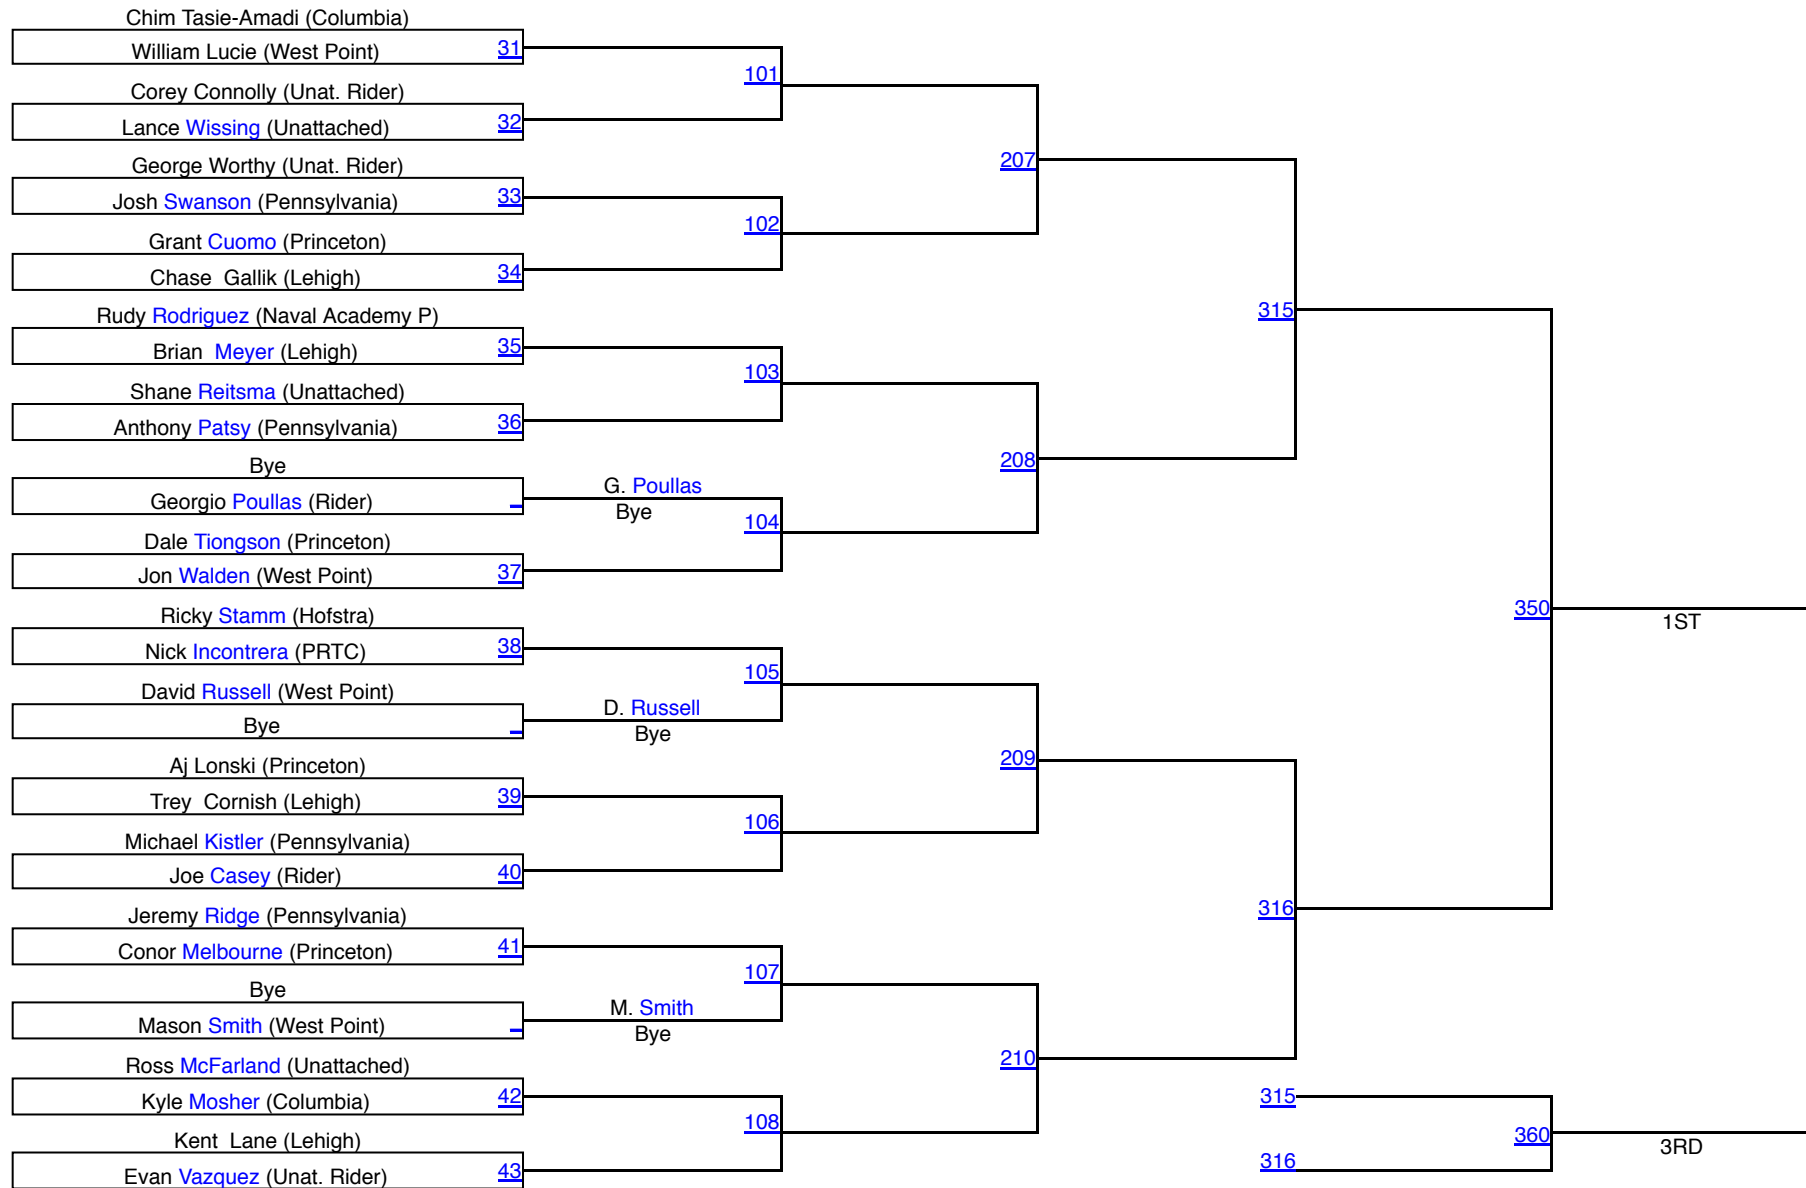 Chim Tasie-Amadi (Columbia)
William Lucie (West Point) 31
101
Corey Connolly (Unat. Rider)
Lance Wissing (Unattached) 32
207
George Worthy (Unat. Rider)
Josh Swanson (Pennsylvania) 33
102
Grant Cuomo (Princeton)
Chase Gallik (Lehigh) 34
315
Rudy Rodriguez (Naval Academy P)
Brian Meyer (Lehigh) 35
103
Shane Reitsma (Unattached)
Anthony Patsy (Pennsylvania) 36
208
Bye
Georgio Poullas (Rider)
G. Poullas
Bye
104
Dale Tiongson (Princeton)
Jon Walden (West Point) 37
350
1ST
Ricky Stamm (Hofstra)
Nick Incontrera (PRTC) 38
105
David Russell (West Point)
Bye
D. Russell
Bye
209
Aj Lonski (Princeton)
Trey Cornish (Lehigh) 39
106
Michael Kistler (Pennsylvania)
Joe Casey (Rider) 40
316
Jeremy Ridge (Pennsylvania)
Conor Melbourne (Princeton) 41
107
Bye
Mason Smith (West Point)
M. Smith
Bye
210
Ross McFarland (Unattached)
Kyle Mosher (Columbia) 42
108
Kent Lane (Lehigh)
Evan Vazquez (Unat. Rider) 43
315
360
3RD
316